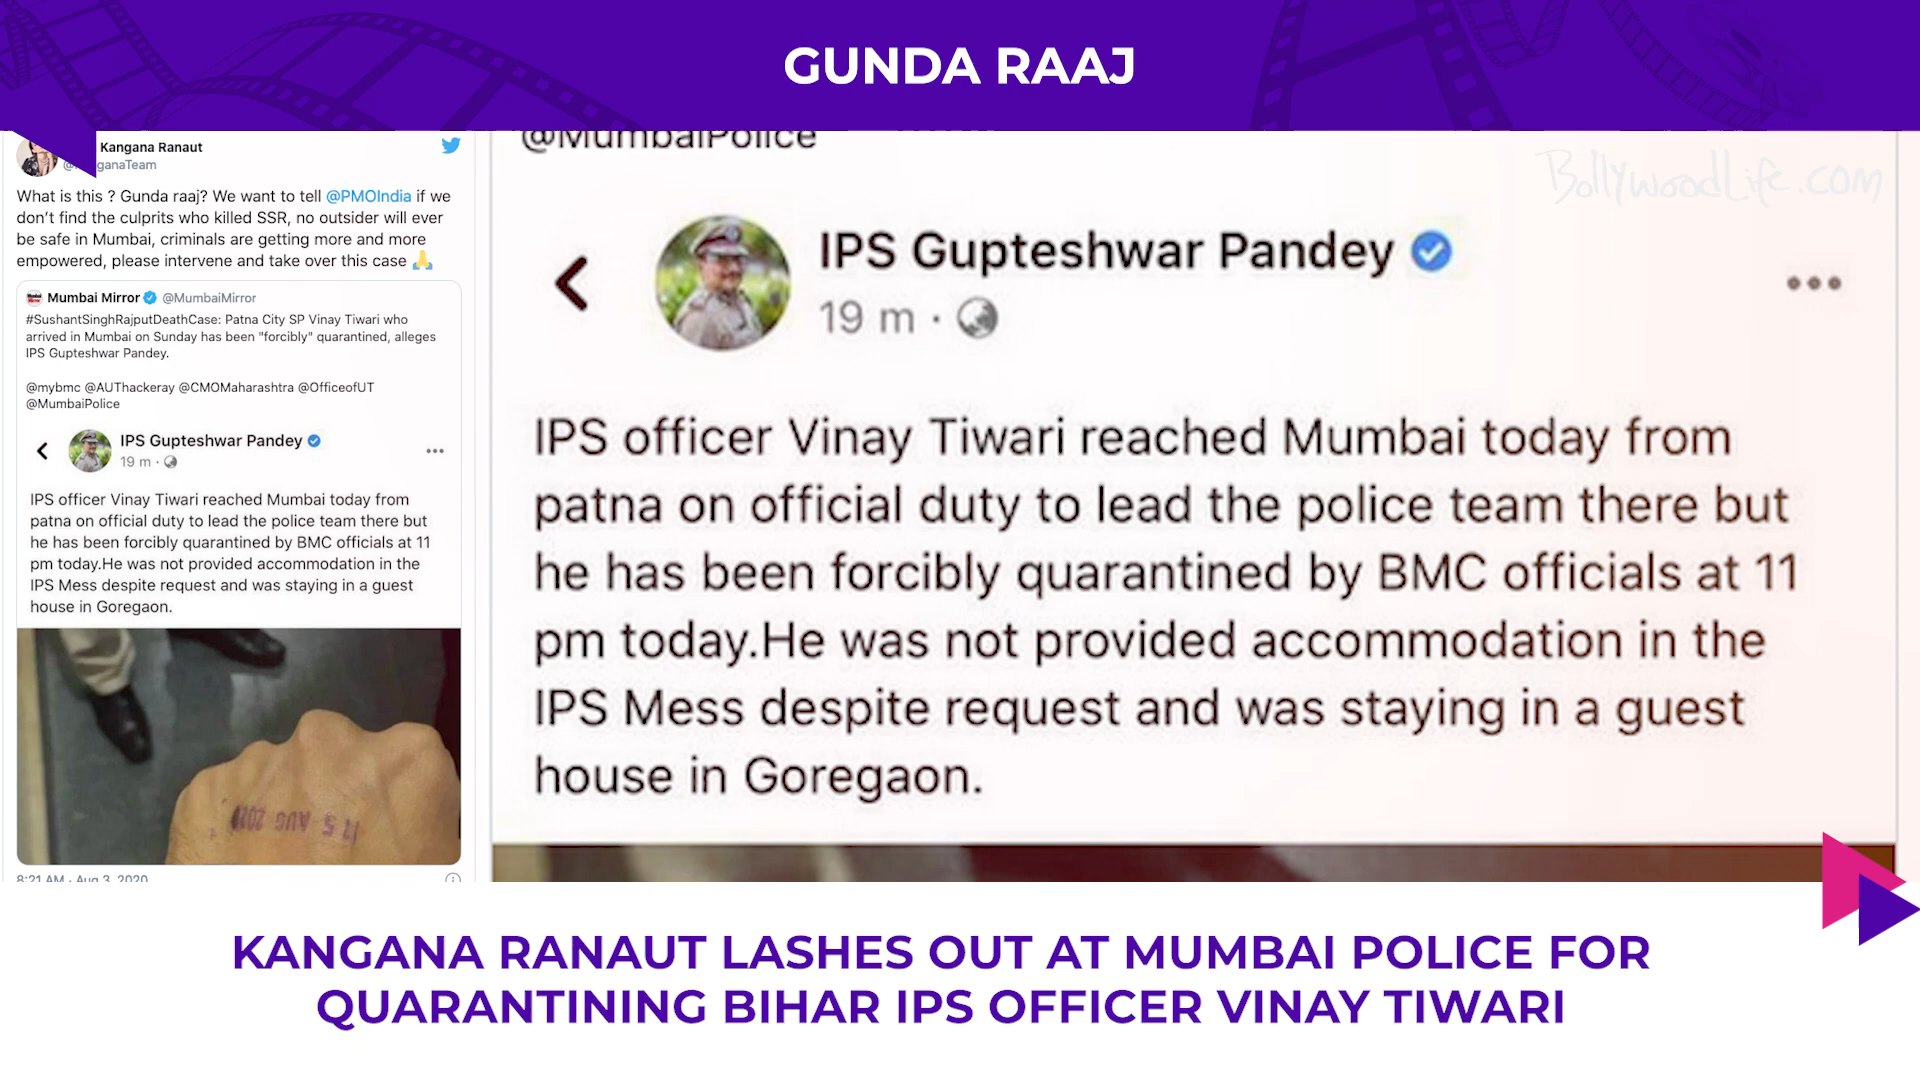 GUNDA RAAJ
Kangana Ranaut
ganaTeam
What is this ? Gunda raaj? We want to tell @PMOIndia if we
don't find the culprits who killed SSR, no outsider will ever
be safe in Mumbai, criminals are getting more and more
empowered, please intervene and take over this case 🙏
Mumbai Mirror @MumbaiMirror
#SushantSinghRajputDeathCase: Patna City SP Vinay Tiwari who
arrived in Mumbai on Sunday has been "forcibly" quarantined, alleges
IPS Gupteshwar Pandey.
@mybmc @AUThackeray @CMOMaharashtra @OfficeofUT
@MumbaiPolice
IPS Gupteshwar Pandey
19 m ·
IPS officer Vinay Tiwari reached Mumbai today from
patna on official duty to lead the police team there but
he has been forcibly quarantined by BMC officials at 11
pm today.He was not provided accommodation in the
IPS Mess despite request and was staying in a guest
house in Goregaon.
AUG 2020
8:21 AM · Aug 3, 2020
@MumbaiPolice
BollywoodLife.com
IPS Gupteshwar Pandey
19 m ·
IPS officer Vinay Tiwari reached Mumbai today from
patna on official duty to lead the police team there but
he has been forcibly quarantined by BMC officials at 11
pm today.He was not provided accommodation in the
IPS Mess despite request and was staying in a guest
house in Goregaon.
KANGANA RANAUT LASHES OUT AT MUMBAI POLICE FOR
QUARANTINING BIHAR IPS OFFICER VINAY TIWARI